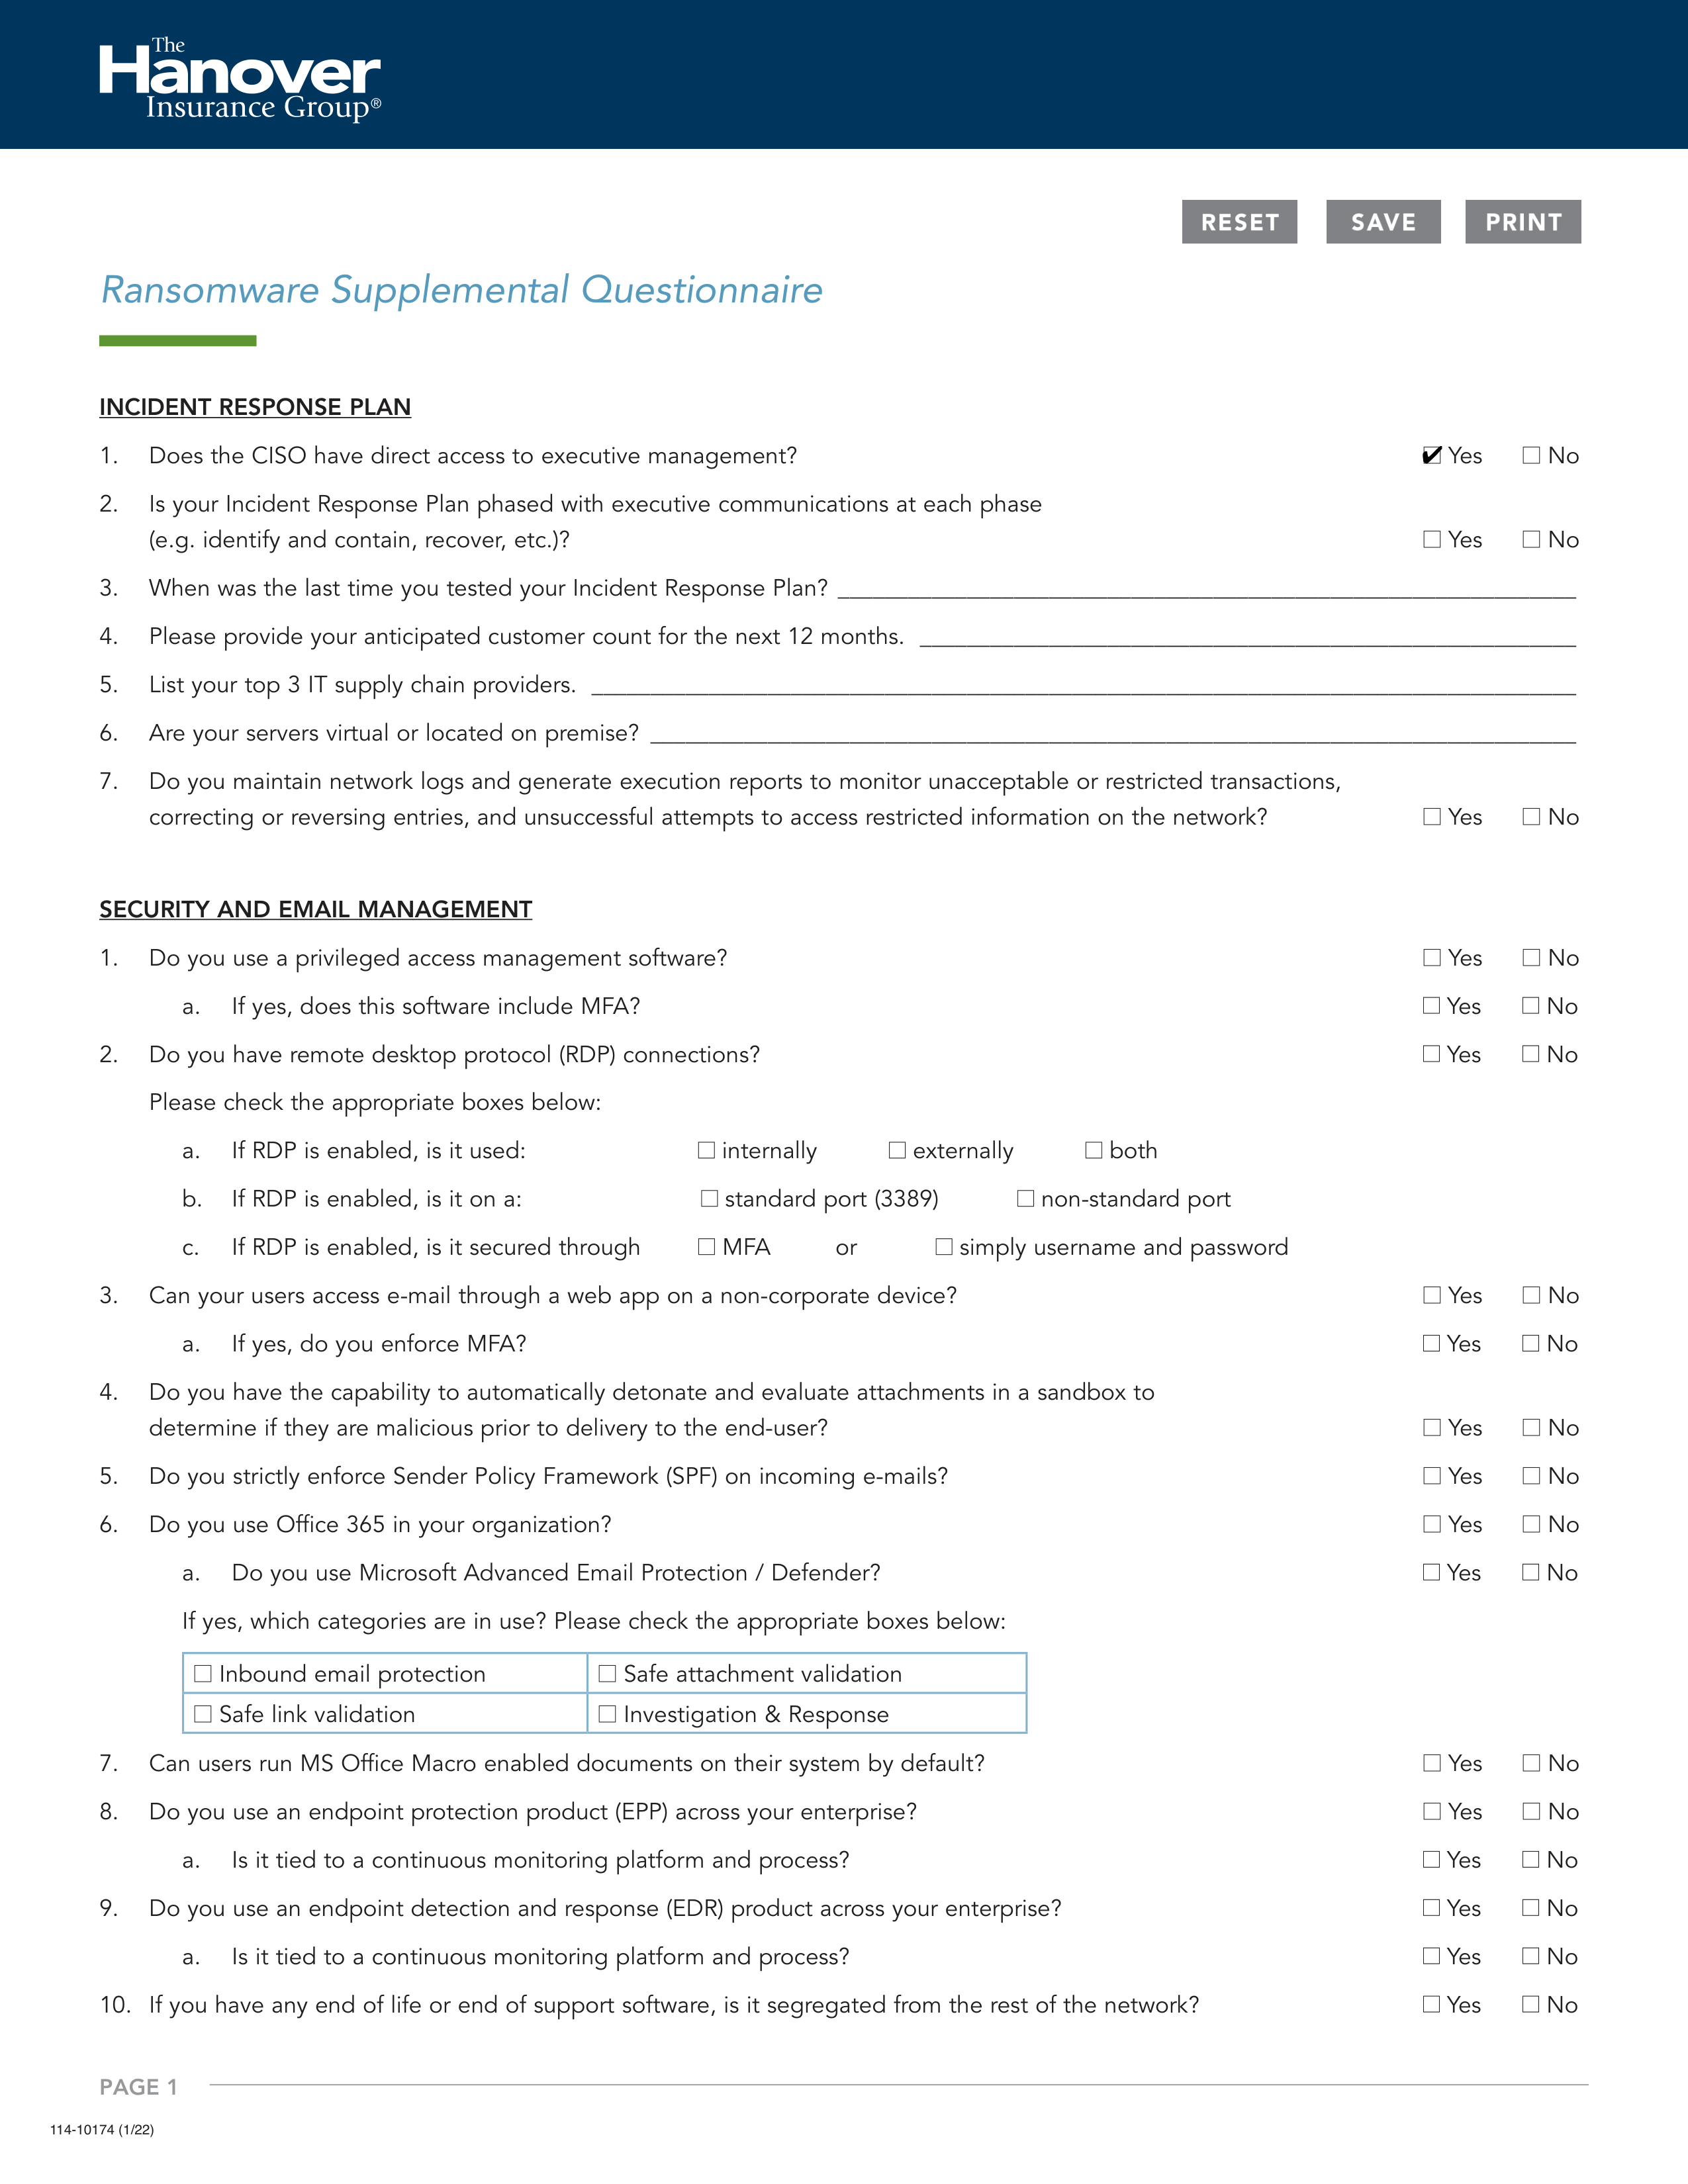 The
Hanover
Insurance Group®
RESET SAVE PRINT
Ransomware Supplemental Questionnaire
INCIDENT RESPONSE PLAN
1. Does the CISO have direct access to executive management? ✔ Yes ☐ No
2. Is your Incident Response Plan phased with executive communications at each phase
(e.g. identify and contain, recover, etc.)? ☐ Yes ☐ No
3. When was the last time you tested your Incident Response Plan?
4. Please provide your anticipated customer count for the next 12 months.
5. List your top 3 IT supply chain providers.
6. Are your servers virtual or located on premise?
7. Do you maintain network logs and generate execution reports to monitor unacceptable or restricted transactions,
correcting or reversing entries, and unsuccessful attempts to access restricted information on the network? ☐ Yes ☐ No
SECURITY AND EMAIL MANAGEMENT
1. Do you use a privileged access management software? ☐ Yes ☐ No
a. If yes, does this software include MFA? ☐ Yes ☐ No
2. Do you have remote desktop protocol (RDP) connections? ☐ Yes ☐ No
Please check the appropriate boxes below:
a. If RDP is enabled, is it used: ☐ internally ☐ externally ☐ both
b. If RDP is enabled, is it on a: ☐ standard port (3389) ☐ non-standard port
c. If RDP is enabled, is it secured through ☐ MFA or ☐ simply username and password
3. Can your users access e-mail through a web app on a non-corporate device? ☐ Yes ☐ No
a. If yes, do you enforce MFA? ☐ Yes ☐ No
4. Do you have the capability to automatically detonate and evaluate attachments in a sandbox to
determine if they are malicious prior to delivery to the end-user? ☐ Yes ☐ No
5. Do you strictly enforce Sender Policy Framework (SPF) on incoming e-mails? ☐ Yes ☐ No
6. Do you use Office 365 in your organization? ☐ Yes ☐ No
a. Do you use Microsoft Advanced Email Protection / Defender? ☐ Yes ☐ No
If yes, which categories are in use? Please check the appropriate boxes below:
☐ Inbound email protection ☐ Safe attachment validation
☐ Safe link validation ☐ Investigation & Response
7. Can users run MS Office Macro enabled documents on their system by default? ☐ Yes ☐ No
8. Do you use an endpoint protection product (EPP) across your enterprise? ☐ Yes ☐ No
a. Is it tied to a continuous monitoring platform and process? ☐ Yes ☐ No
9. Do you use an endpoint detection and response (EDR) product across your enterprise? ☐ Yes ☐ No
a. Is it tied to a continuous monitoring platform and process? ☐ Yes ☐ No
10. If you have any end of life or end of support software, is it segregated from the rest of the network? ☐ Yes ☐ No
PAGE 1
114-10174 (1/22)